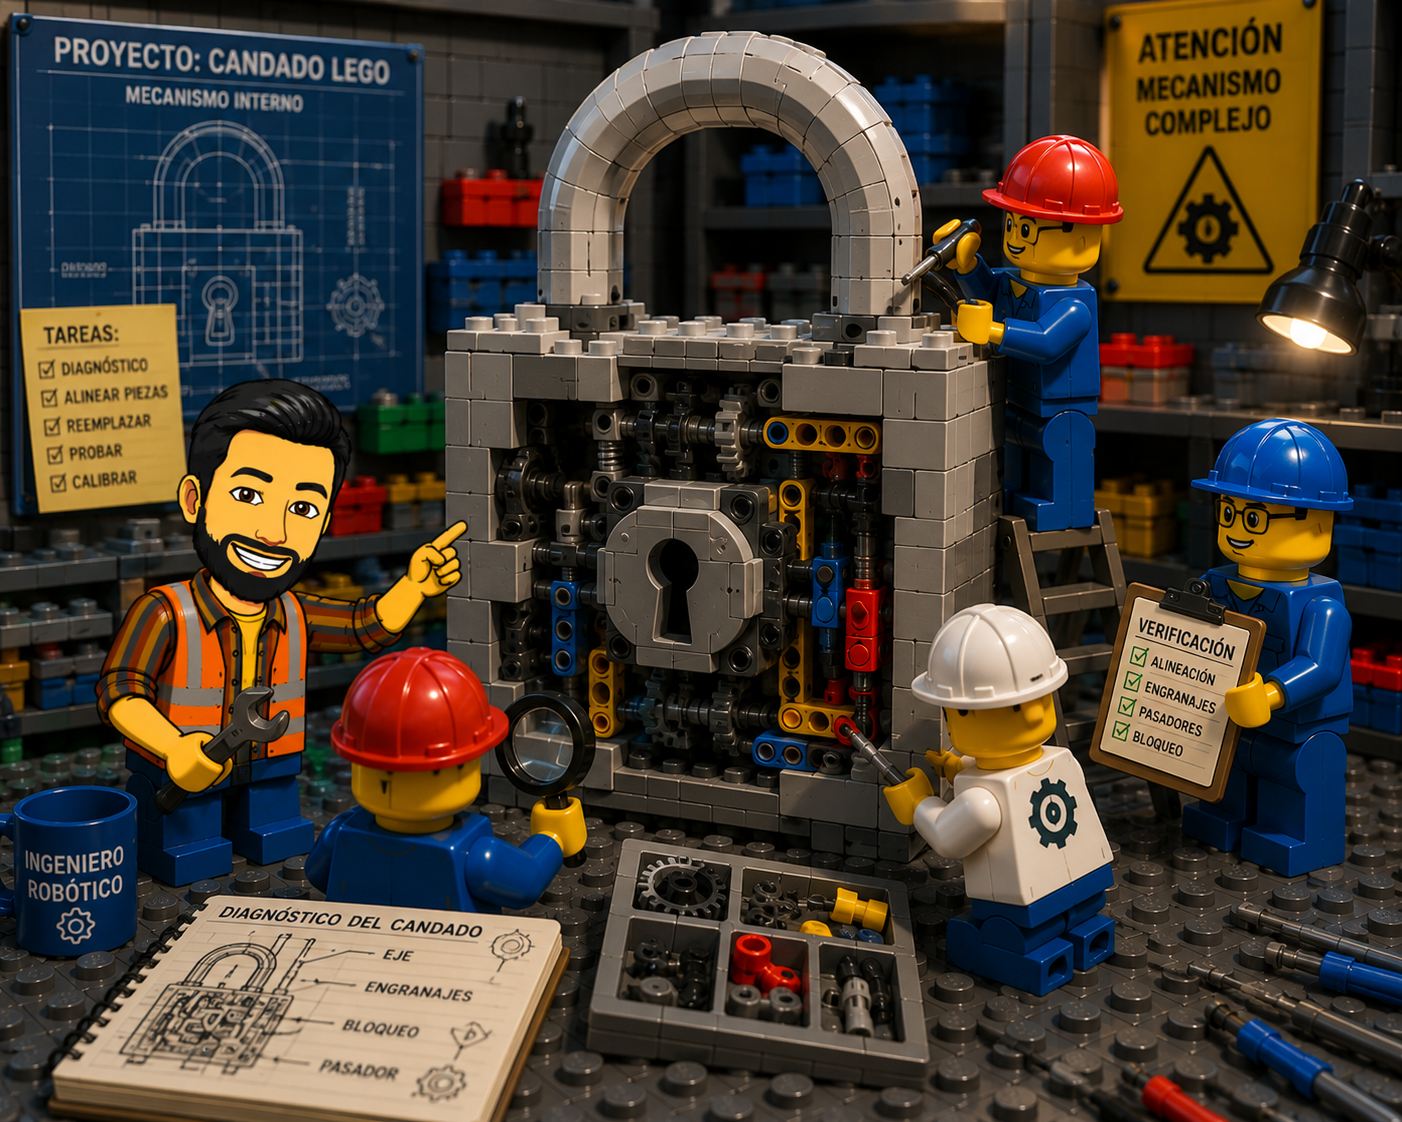 PROYECTO: CANDADO LEGO
MECANISMO INTERNO
TAREAS:
DIAGNÓSTICO
ALINEAR PIEZAS
REEMPLAZAR
PROBAR
CALIBRAR
ATENCIÓN
MECANISMO
COMPLEJO
VERIFICACIÓN
ALINEACIÓN
ENGRANAJES
PASADORES
BLOQUEO
INGENIERO
ROBÓTICO
DIAGNÓSTICO DEL CANDADO
EJE
ENGRANAJES
BLOQUEO
PASADOR